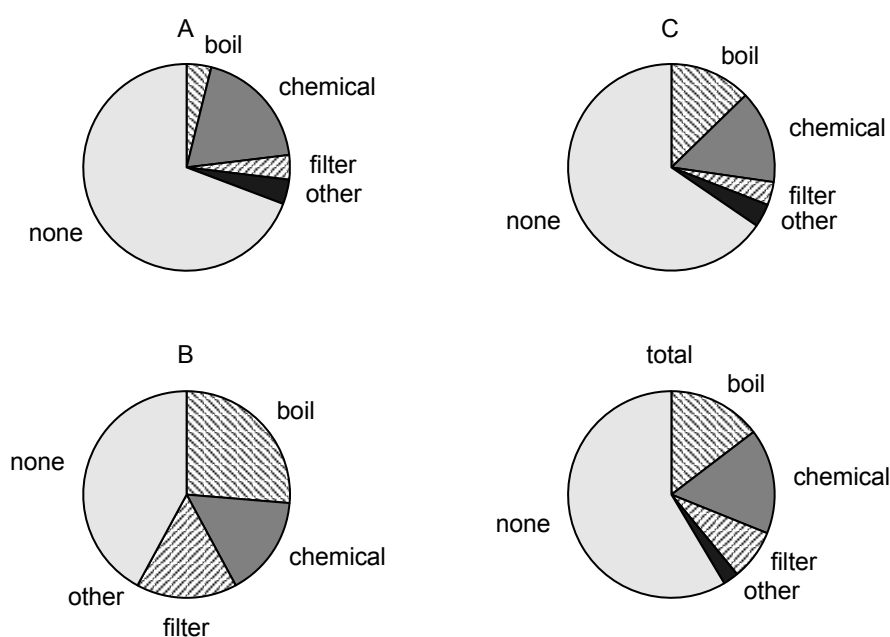 A
boil
chemical
filter
other
none
C
boil
chemical
filter
other
none
B
boil
none
chemical
other
filter
total
boil
chemical
none
filter
other